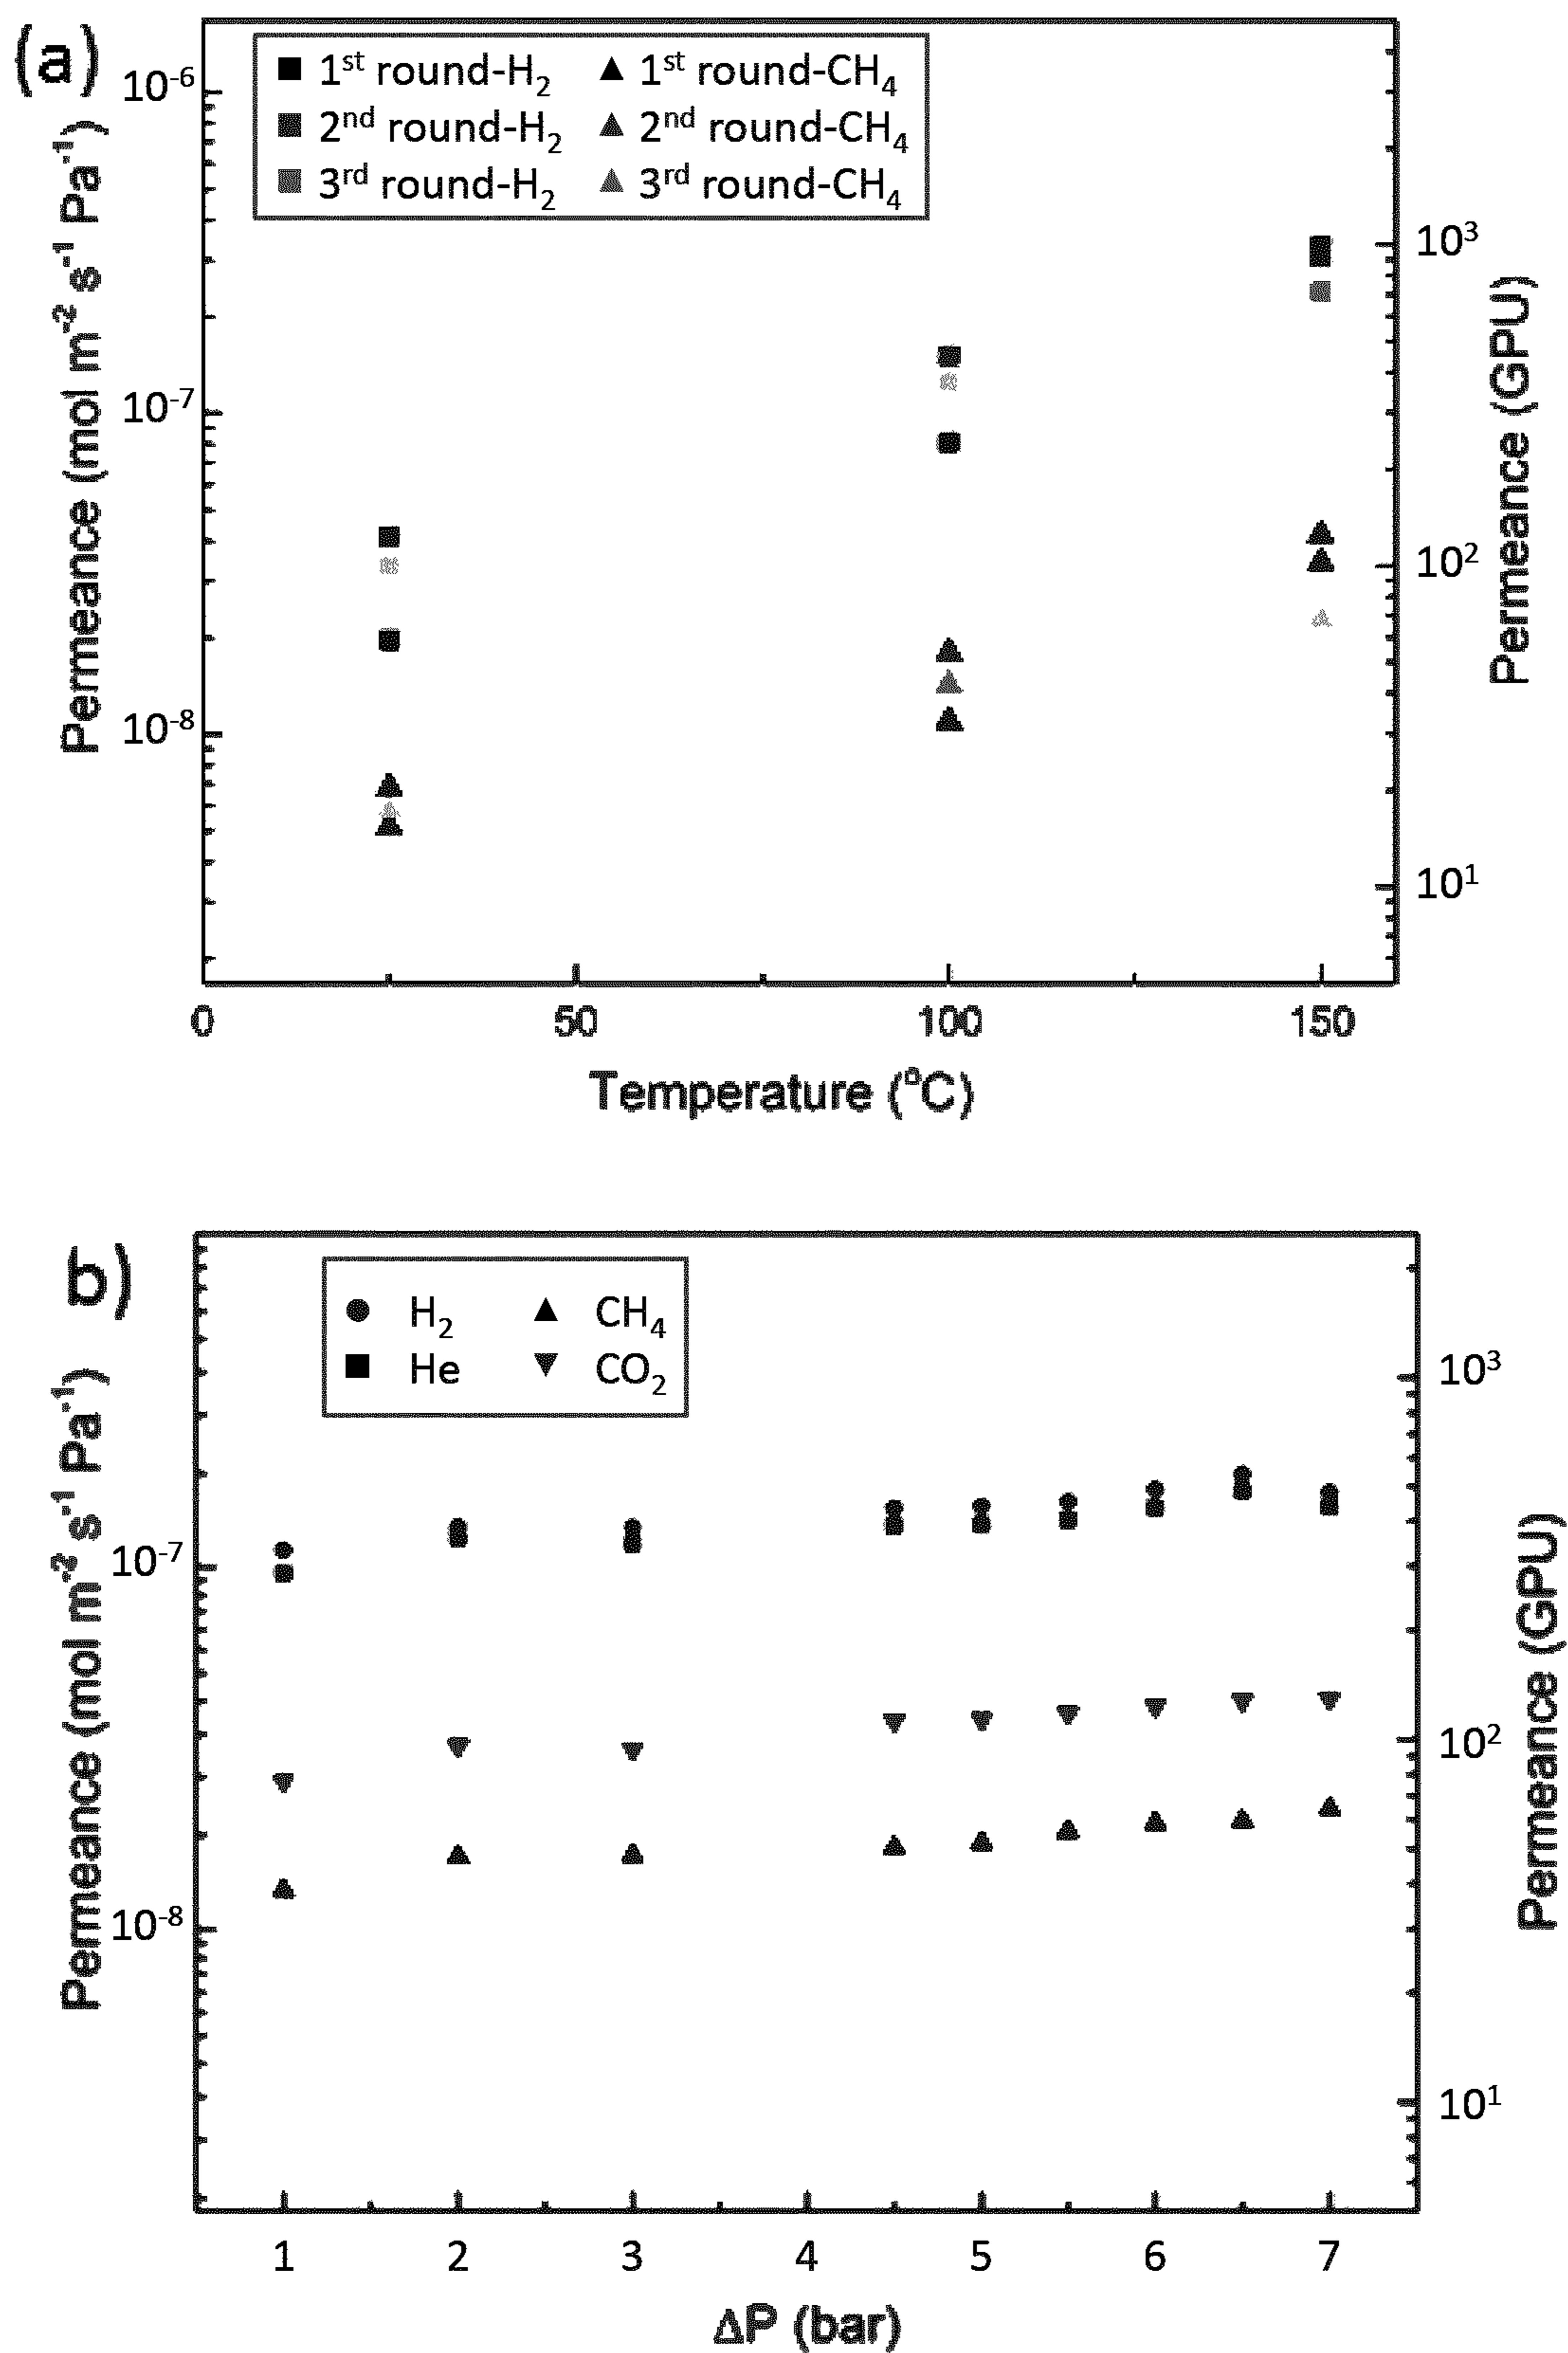 (a)
1st round-H2 1st round-CH4
2nd round-H2 2nd round-CH4
3rd round-H2 3rd round-CH4
Permeance (mol m-2 s-1 Pa-1)
10-6
10-7
10-8
Permeance (GPU)
103
102
101
0 50 100 150
Temperature (°C)
b)
H2 CH4
He CO2
Permeance (mol m-2 s-1 Pa-1)
10-7
10-8
Permeance (GPU)
103
102
101
1 2 3 4 5 6 7
ΔP (bar)